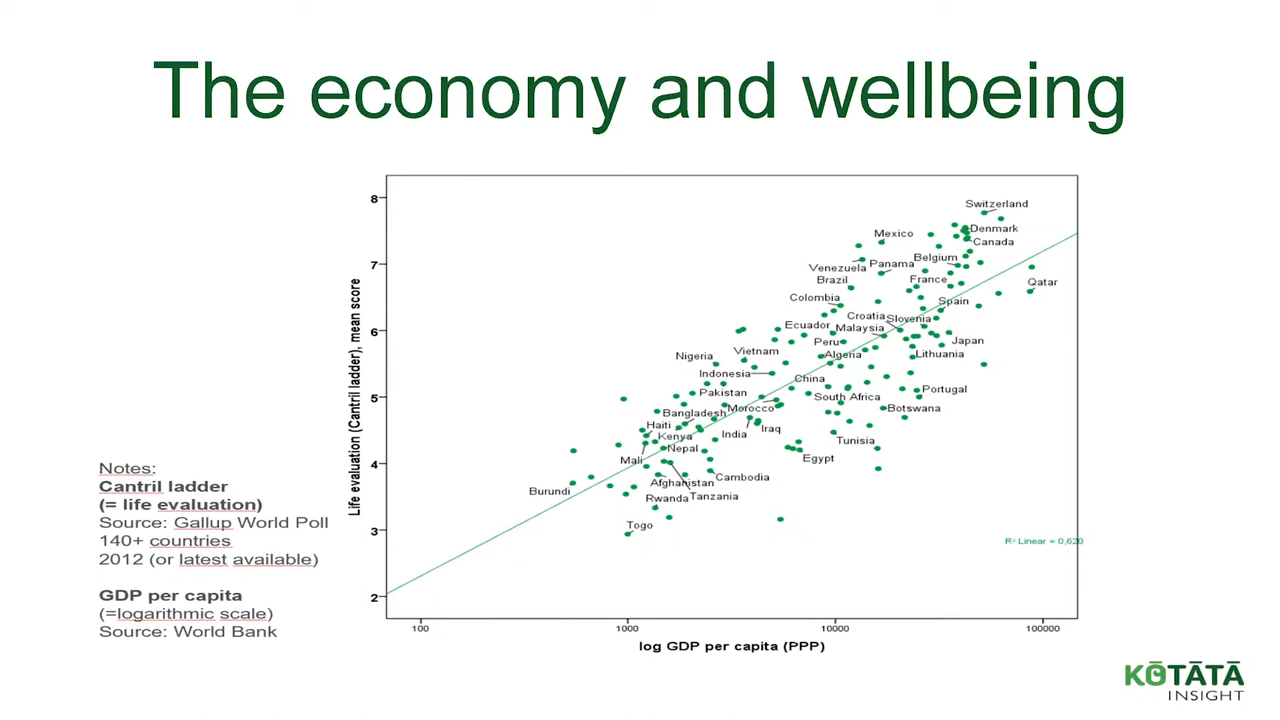 The economy and wellbeing
8
7
6
5
4
3
2
Life evaluation (Cantril ladder), mean score
Switzerland
Denmark
Mexico
Canada
Belgium
Venezuela
Panama
Brazil
France
Qatar
Colombia
Spain
Croatia
Slovenia
Ecuador
Malaysia
Peru
Japan
Nigeria
Vietnam
Algeria
Lithuania
Indonesia
China
Pakistan
South Africa
Portugal
Bangladesh
Morocco
Botswana
Haiti
Kenya
India
Iraq
Nepal
Tunisia
Mali
Egypt
Burundi
Afghanistan
Cambodia
Rwanda
Tanzania
Togo
R² Linear = 0,620
100
1000
10000
100000
log GDP per capita (PPP)
Notes:
Cantril ladder
(= life evaluation)
Source: Gallup World Poll
140+ countries
2012 (or latest available)
GDP per capita
(=logarithmic scale)
Source: World Bank
KŌTĀTĀ
INSIGHT